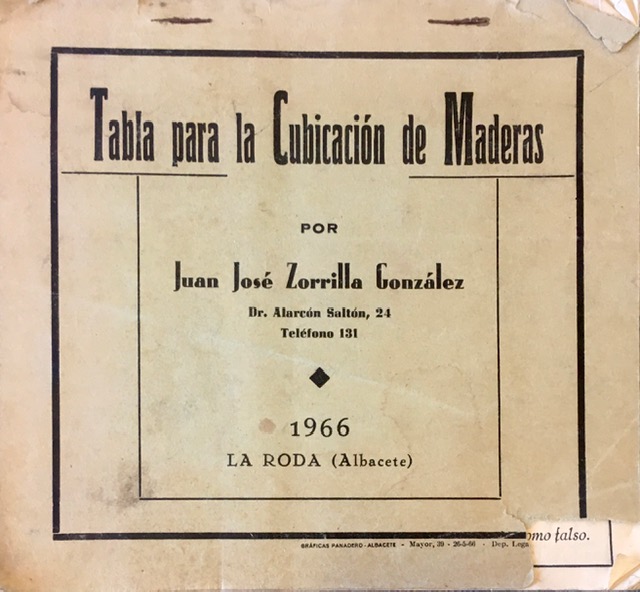 Tabla para la Cubicación de Maderas
POR
Juan José Zorrilla González
Dr. Alarcón Saltón, 24
Teléfono 131
1966
LA RODA (Albacete)
omo falso.
GRÁFICAS PANADERO - ALBACETE - Mayor, 39 - 26-5-66 - Dep. Lega